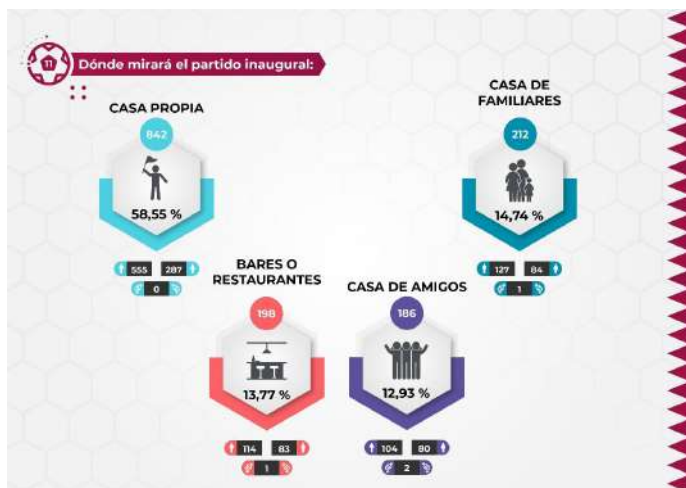 11
Dónde mirará el partido inaugural:
CASA PROPIA
842
58,55 %
555 287
0
CASA DE
FAMILIARES
212
14,74 %
127 84
1
BARES O
RESTAURANTES
198
13,77 %
114 83
1
CASA DE AMIGOS
186
12,93 %
104 80
2